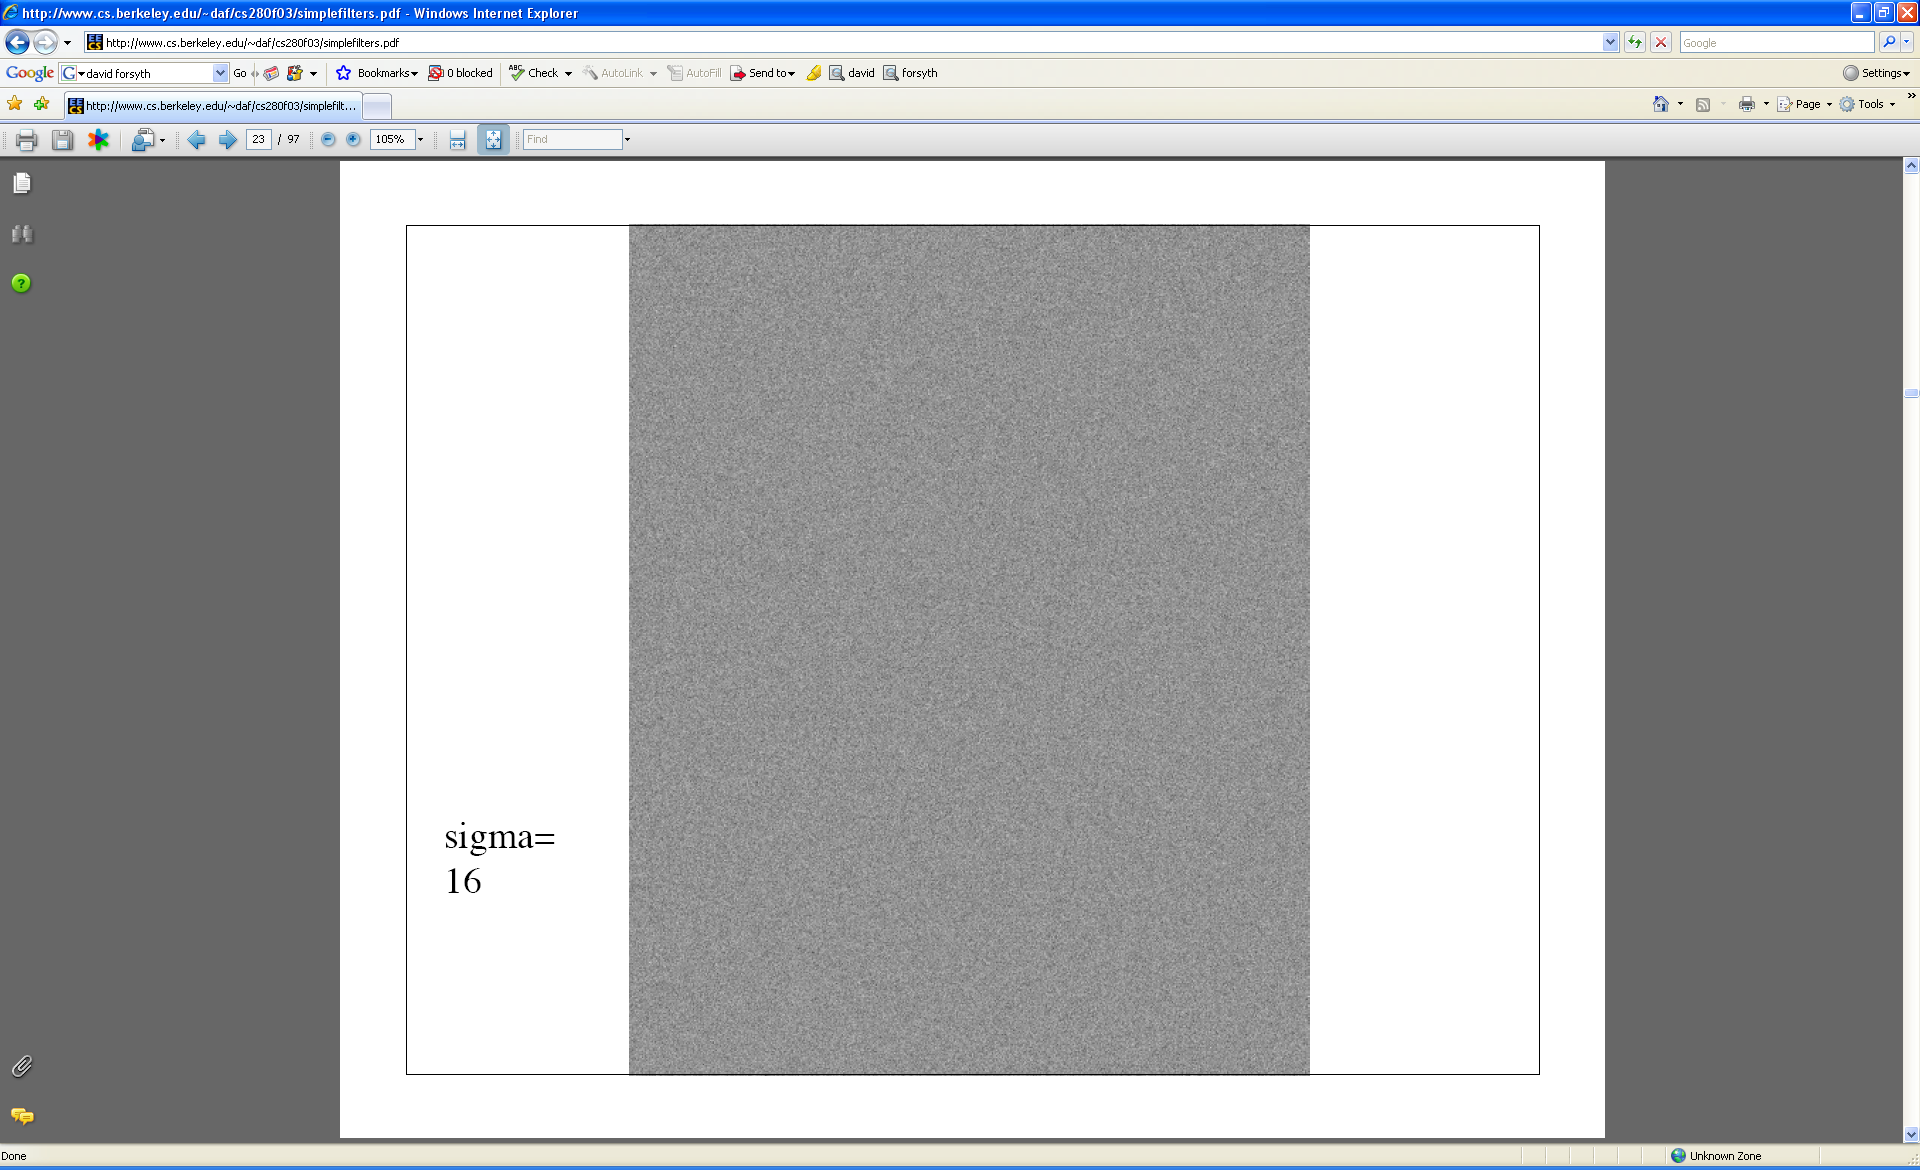 http://www.cs.berkeley.edu/~daf/cs280f03/simplefilters.pdf - Windows Internet Explorer
http://www.cs.berkeley.edu/~daf/cs280f03/simplefilters.pdf Google
Google G david forsyth Go Bookmarks 0 blocked ABC Check AutoLink AutoFill Send to david forsyth Settings
EECS http://www.cs.berkeley.edu/~daf/cs280f03/simplefilt... Page Tools
23 / 97 105% Find
sigma=
16
Done Unknown Zone